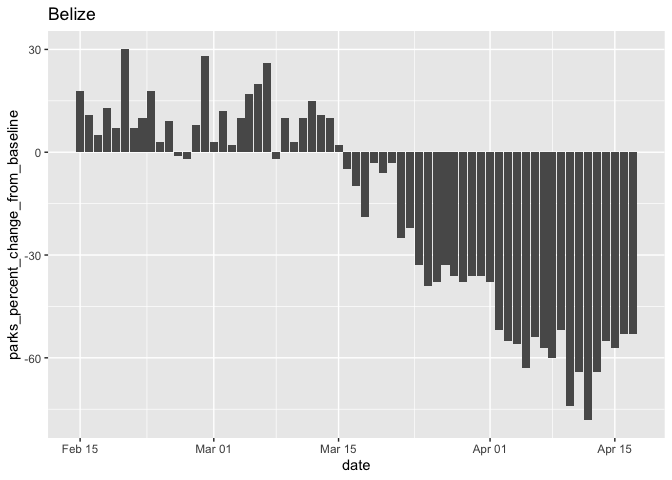 Belize
parks_percent_change_from_baseline
30
0
-30
-60
Feb 15
Mar 01
Mar 15
Apr 01
Apr 15
date